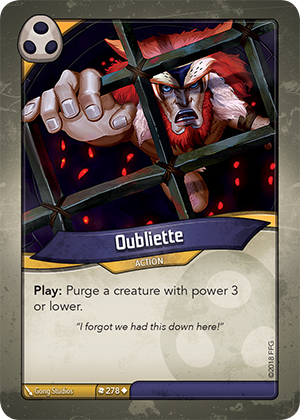 Oubliette
ACTION
Play: Purge a creature with power 3
or lower.
"I forgot we had this down here!"
Gong Studios
278
©2018 FFG